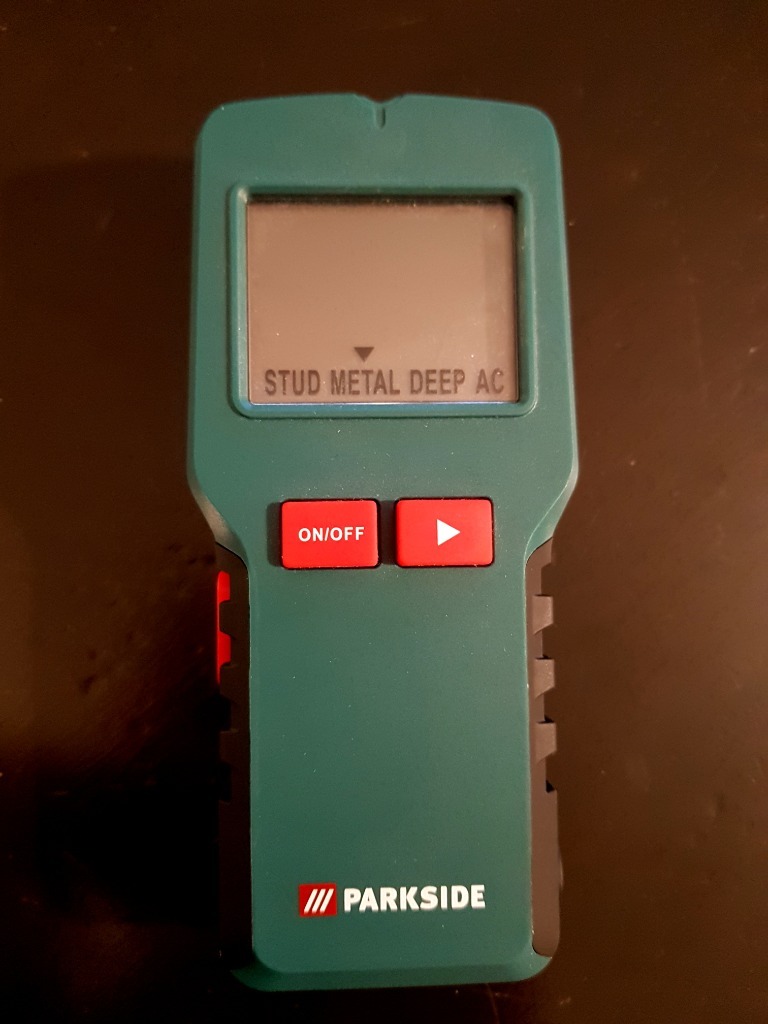 STUD METAL DEEP AC
ON/OFF
PARKSIDE